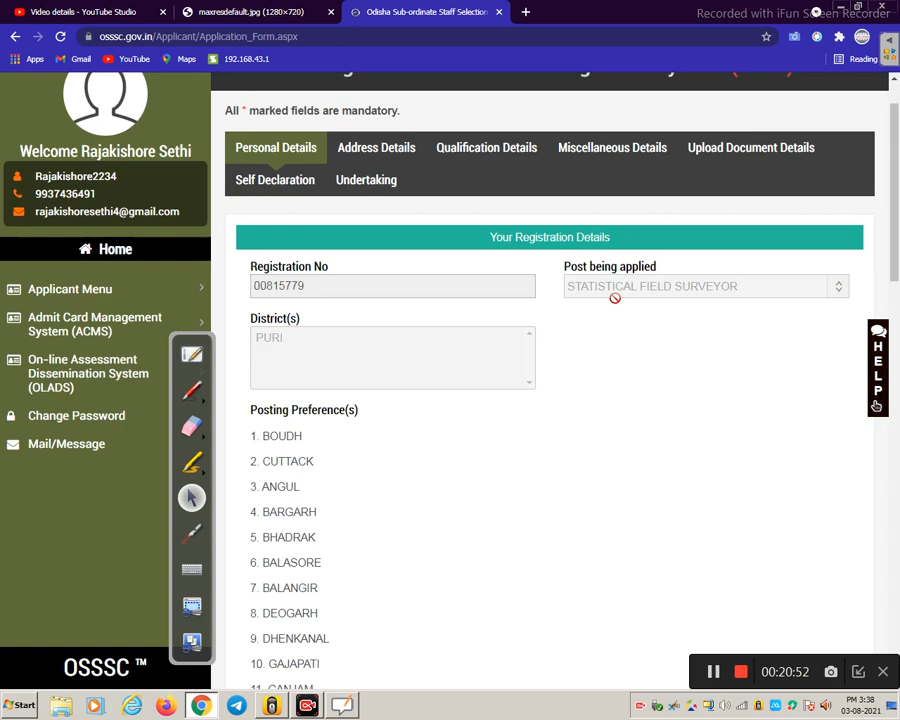 Video details - YouTube Studio
maxresdefault.jpg (1280×720)
Odisha Sub-ordinate Staff Selection
Recorded with iFun Screen Recorder
osssc.gov.in/Applicant/Application_Form.aspx
Apps
Gmail
YouTube
Maps
192.168.43.1
Reading
All * marked fields are mandatory.
Welcome Rajakishore Sethi
Rajakishore2234
9937436491
rajakishoresethi4@gmail.com
Home
Applicant Menu
Admit Card Management
System (ACMS)
On-line Assessment
Dissemination System
(OLADS)
Change Password
Mail/Message
OSSSC ™
Personal Details
Address Details
Qualification Details
Miscellaneous Details
Upload Document Details
Self Declaration
Undertaking
Your Registration Details
Registration No
00815779
Post being applied
STATISTICAL FIELD SURVEYOR
District(s)
PURI
Posting Preference(s)
1. BOUDH
2. CUTTACK
3. ANGUL
4. BARGARH
5. BHADRAK
6. BALASORE
7. BALANGIR
8. DEOGARH
9. DHENKANAL
10. GAJAPATI
11. GANJAM
HELP
00:20:52
Start
PM 3:38
03-08-2021